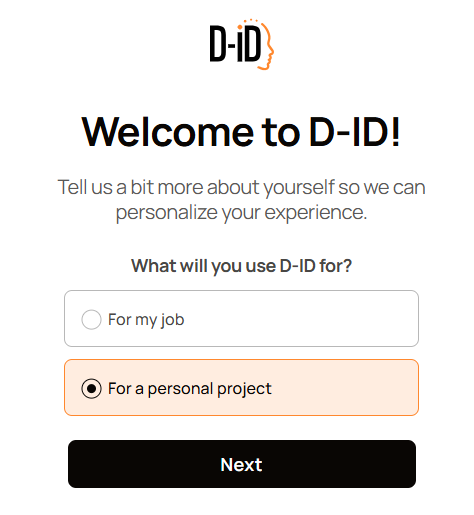 D-iD
Welcome to D-ID!
Tell us a bit more about yourself so we can
personalize your experience.
What will you use D-ID for?
For my job
For a personal project
Next